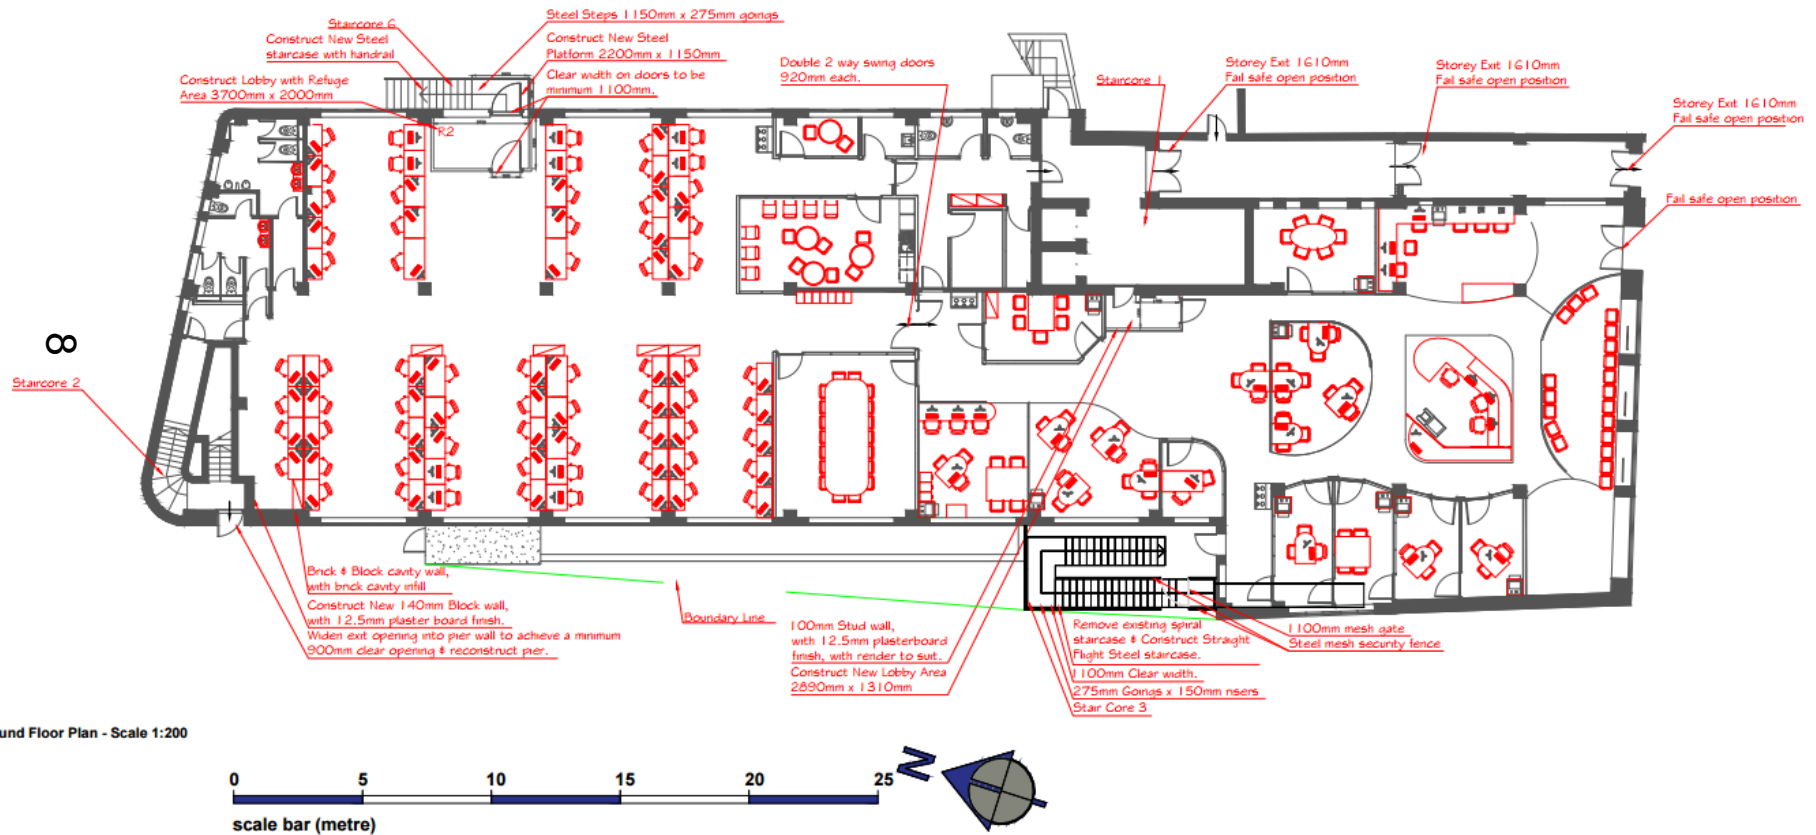 Steel Steps 1150mm x 275mm goings
Staircore 6
Construct New Steel
staircase with handrail
Construct New Steel
Platform 2200mm x 1150mm
Construct Lobby with Refuge
Area 3700mm x 2000mm
Clear width on doors to be
minimum 1100mm.
Double 2 way swing doors
920mm each.
Staircore 1
Storey Exit 1610mm
Fail safe open position
Storey Exit 1610mm
Fail safe open position
Storey Exit 1610mm
Fail safe open position
R2
Fail safe open position
8
Staircore 2
Brick & Block cavity wall,
with brick cavity infill
Construct New 140mm Block wall,
with 12.5mm plaster board finish.
Widen exit opening into pier wall to achieve a minimum
900mm clear opening & reconstruct pier.
Boundary Line
100mm Stud wall,
with 12.5mm plasterboard
finish, with render to suit.
Construct New Lobby Area
2890mm x 1310mm
Remove existing spiral
staircase & Construct Straight
Flight Steel staircase.
1100mm Clear width.
275mm Goings x 150mm risers
Stair Core 3
1100mm mesh gate
Steel mesh security fence
und Floor Plan - Scale 1:200
0 5 10 15 20 25
scale bar (metre)
N